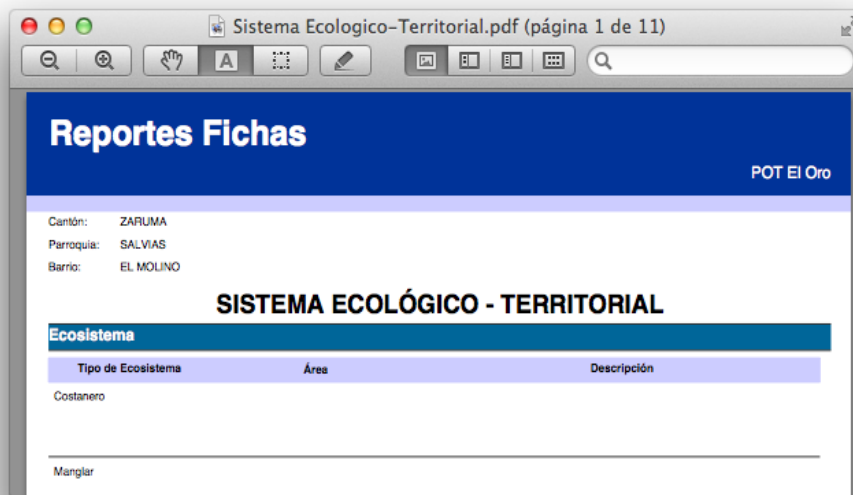 Sistema Ecologico-Territorial.pdf (página 1 de 11)
A
Reportes Fichas
POT El Oro
Cantón: ZARUMA
Parroquia: SALVIAS
Barrio: EL MOLINO
SISTEMA ECOLÓGICO - TERRITORIAL
Ecosistema
Tipo de Ecosistema Área Descripción
Costanero
Manglar